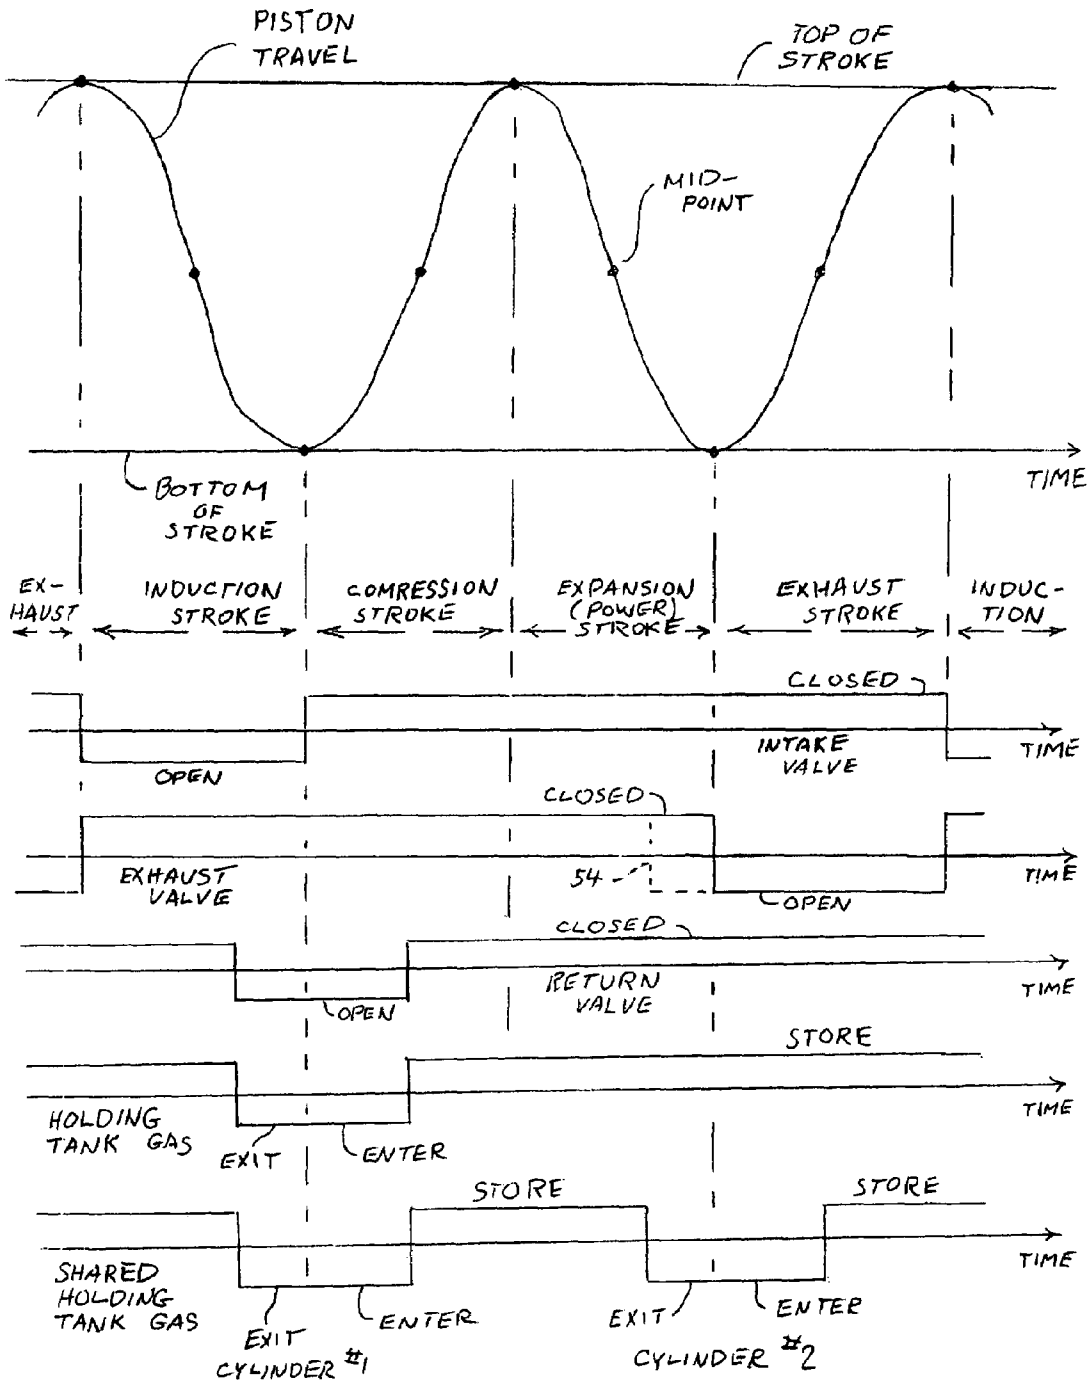 PISTON
TRAVEL
TOP OF
STROKE
MID-
POINT
TIME
BOTTOM
OF
STROKE
EX-
HAUST
INDUCTION
STROKE
COMRESSION
STROKE
EXPANSION
(POWER)
STROKE
EXHAUST
STROKE
INDUC-
TION
CLOSED
OPEN
INTAKE
VALVE
TIME
CLOSED
EXHAUST
VALVE
54
OPEN
TIME
CLOSED
OPEN
RETURN
VALVE
TIME
STORE
HOLDING
TANK GAS
EXIT
ENTER
TIME
STORE
STORE
SHARED
HOLDING
TANK GAS
EXIT
ENTER
CYLINDER #1
EXIT
ENTER
CYLINDER #2
TIME